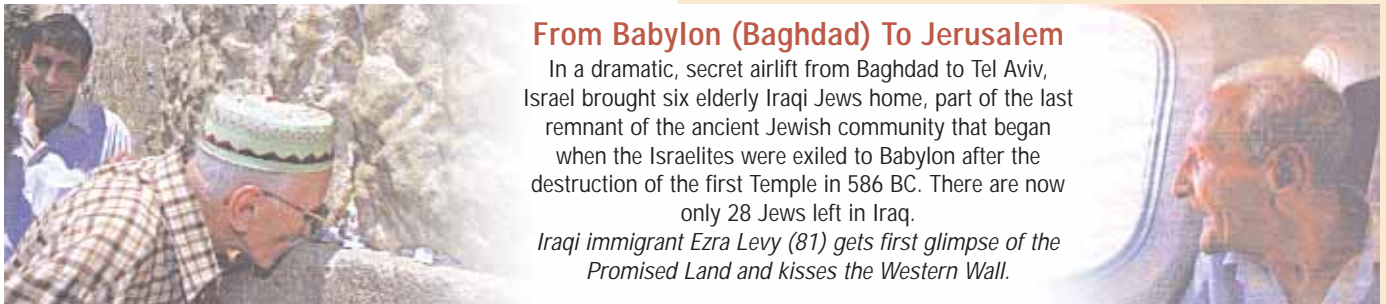 From Babylon (Baghdad) To Jerusalem
In a dramatic, secret airlift from Baghdad to Tel Aviv,
Israel brought six elderly Iraqi Jews home, part of the last
remnant of the ancient Jewish community that began
when the Israelites were exiled to Babylon after the
destruction of the first Temple in 586 BC. There are now
only 28 Jews left in Iraq.
Iraqi immigrant Ezra Levy (81) gets first glimpse of the
Promised Land and kisses the Western Wall.